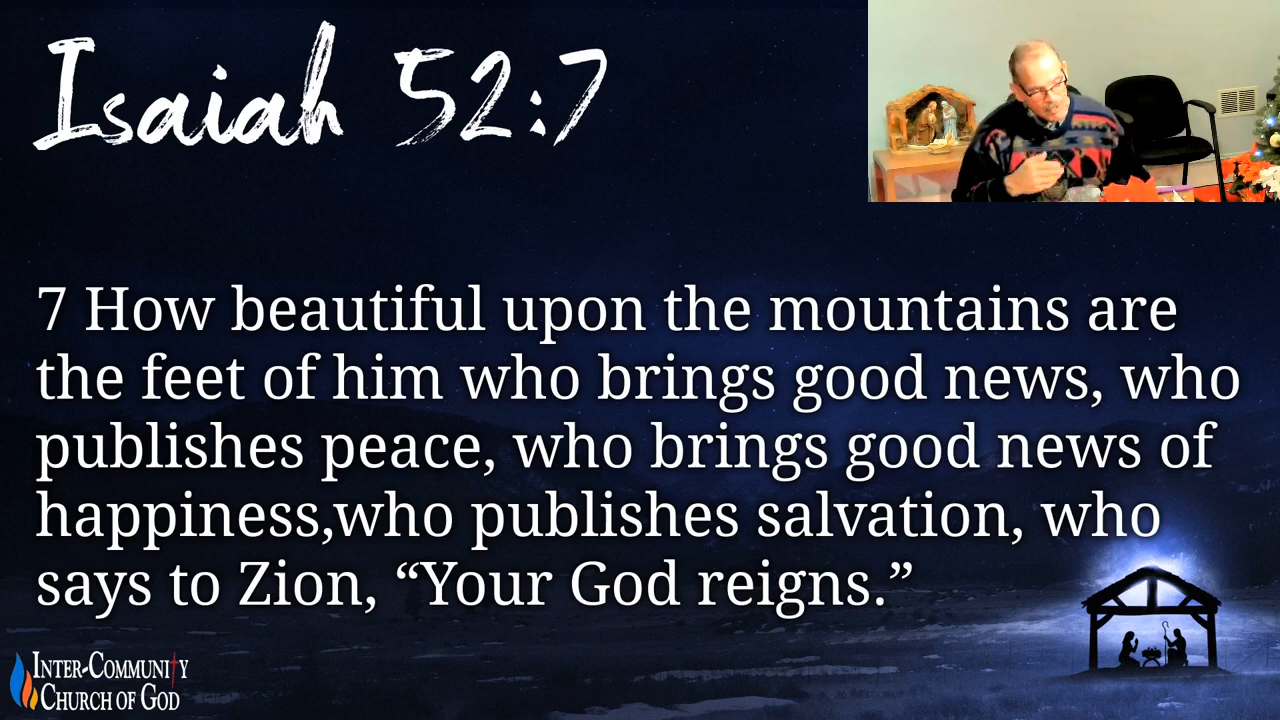 Isaiah 52:7
7 How beautiful upon the mountains are
the feet of him who brings good news, who
publishes peace, who brings good news of
happiness,who publishes salvation, who
says to Zion, “Your God reigns.”
INTER-COMMUNITY
CHURCH OF GOD